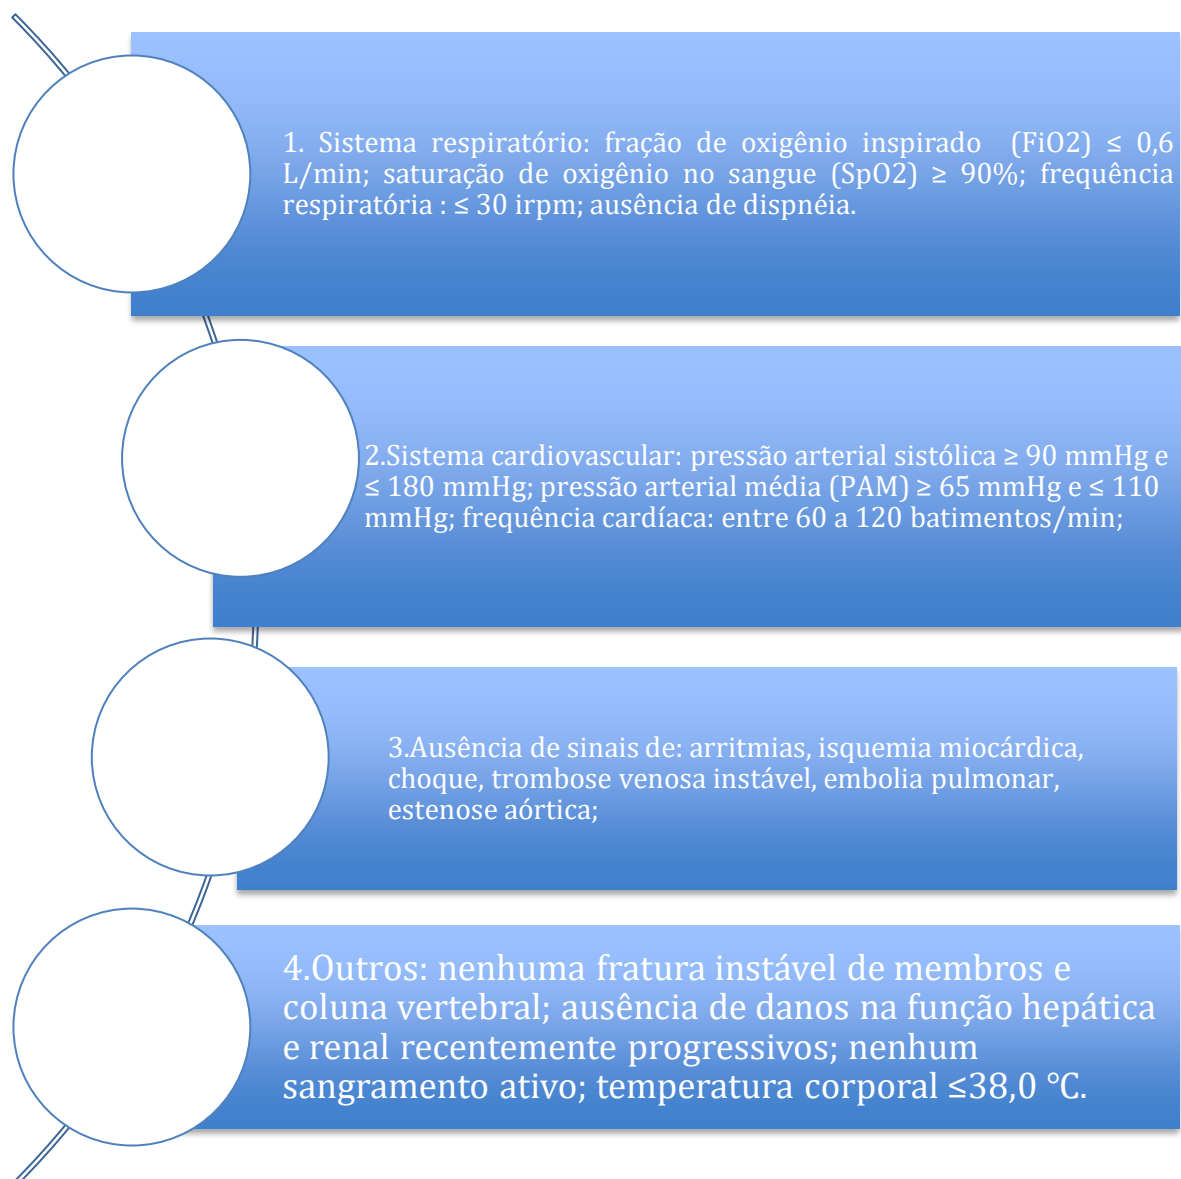 1. Sistema respiratório: fração de oxigênio inspirado (FiO2) ≤ 0,6
L/min; saturação de oxigênio no sangue (SpO2) ≥ 90%; frequência
respiratória : ≤ 30 irpm; ausência de dispnéia.
2.Sistema cardiovascular: pressão arterial sistólica ≥ 90 mmHg e
≤ 180 mmHg; pressão arterial média (PAM) ≥ 65 mmHg e ≤ 110
mmHg; frequência cardíaca: entre 60 a 120 batimentos/min;
3.Ausência de sinais de: arritmias, isquemia miocárdica,
choque, trombose venosa instável, embolia pulmonar,
estenose aórtica;
4.Outros: nenhuma fratura instável de membros e
coluna vertebral; ausência de danos na função hepática
e renal recentemente progressivos; nenhum
sangramento ativo; temperatura corporal ≤38,0 °C.